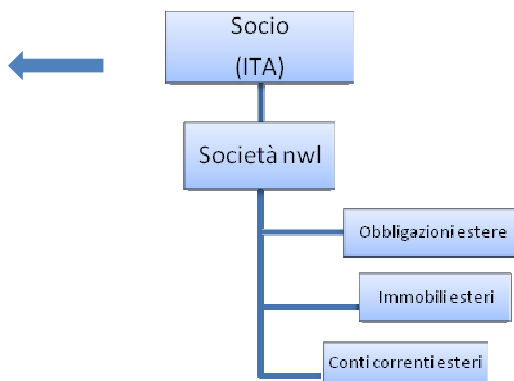 Socio
(ITA)
Società nwl
Obbligazioni estere
Immobili esteri
Conti correnti esteri